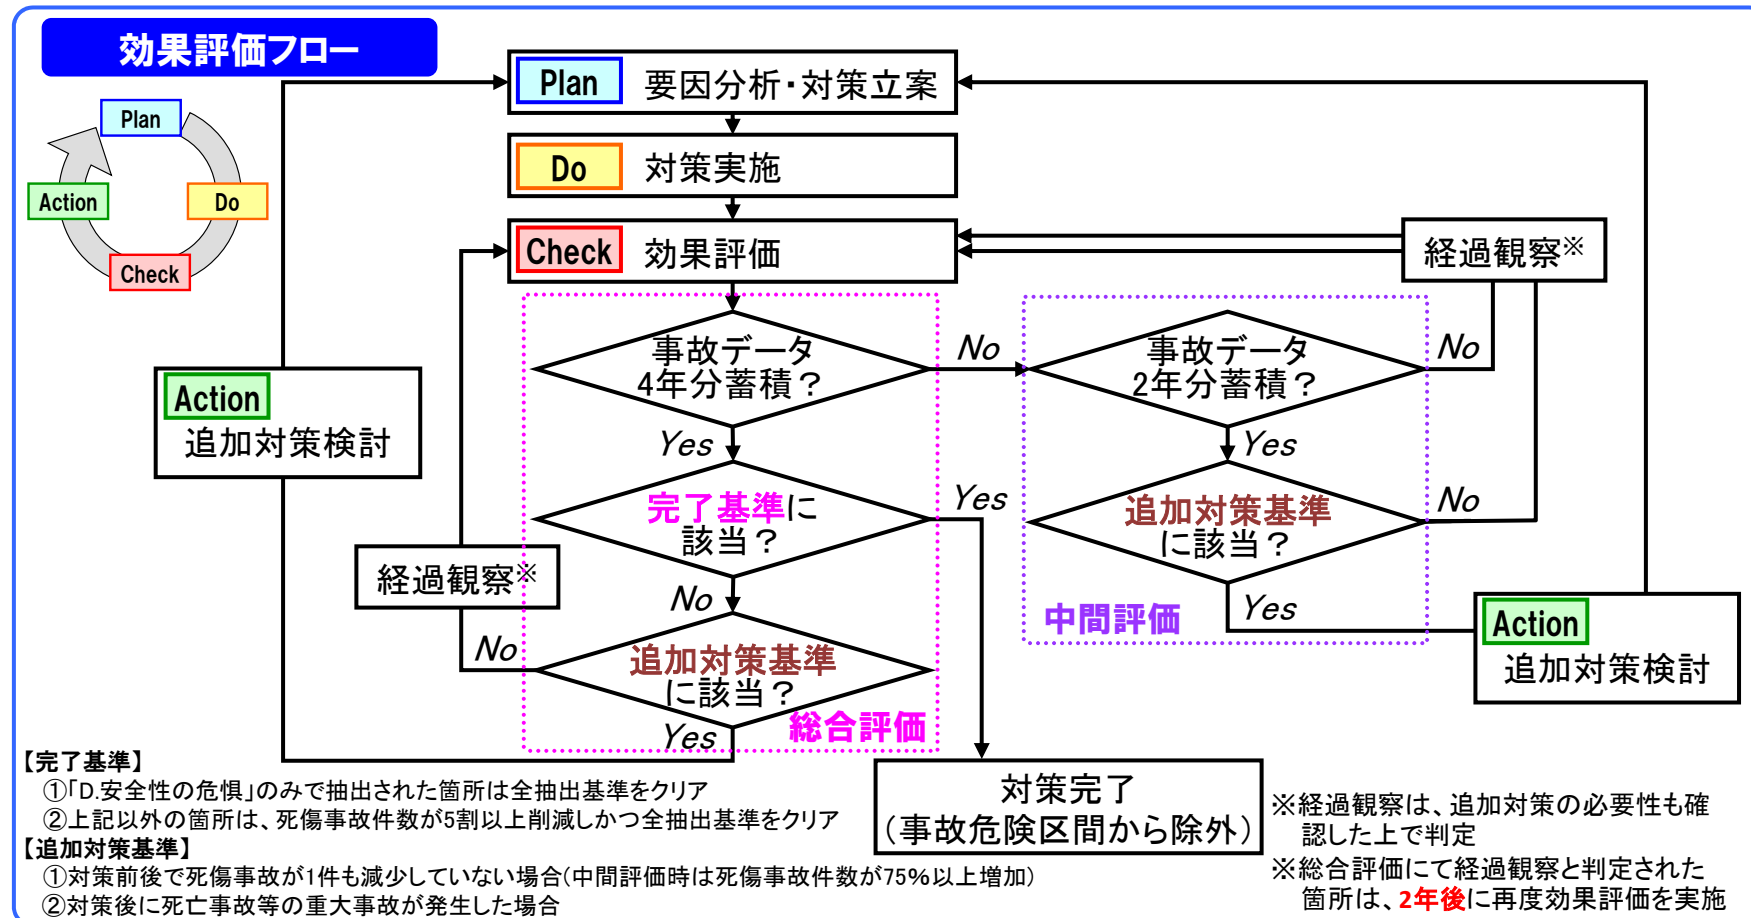 効果評価フロー
Plan
Do
Check
Action
Plan 要因分析・対策立案
Do 対策実施
Check 効果評価
経過観察※
事故データ
4年分蓄積？
No
事故データ
2年分蓄積？
No
Yes
Yes
Action
追加対策検討
完了基準に
該当？
Yes
追加対策基準
に該当？
No
経過観察※
No
Yes
中間評価
Action
追加対策検討
No
追加対策基準
に該当？
総合評価
Yes
対策完了
（事故危険区間から除外）
【完了基準】
①「D.安全性の危惧」のみで抽出された箇所は全抽出基準をクリア
②上記以外の箇所は、死傷事故件数が5割以上削減しかつ全抽出基準をクリア
【追加対策基準】
①対策前後で死傷事故が1件も減少していない場合(中間評価時は死傷事故件数が75%以上増加)
②対策後に死亡事故等の重大事故が発生した場合
※経過観察は、追加対策の必要性も確
認した上で判定
※総合評価にて経過観察と判定された
箇所は、2年後に再度効果評価を実施